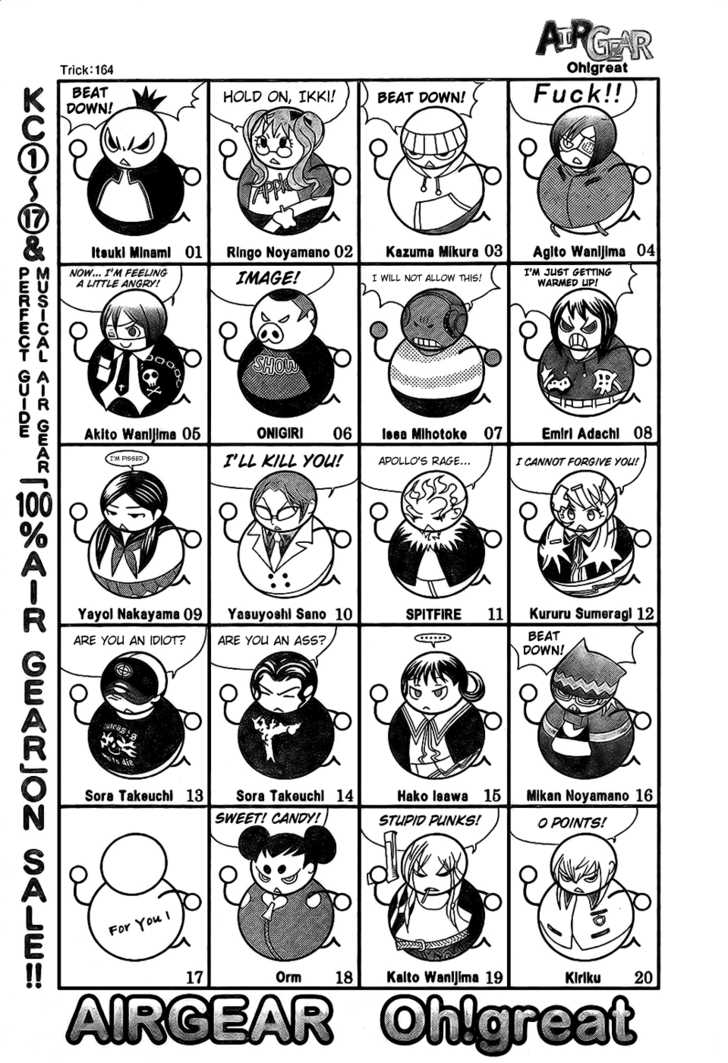 AIRGEAR
Oh!great
Trick:164
KC①~⑰&
MUSICAL AIR GEAR
PERFECT GUIDE
100%AIR GEAR ON SALE!!
BEAT
DOWN!
Itsuki Minami 01
HOLD ON, IKKI!
APPLE
Ringo Noyamano 02
BEAT DOWN!
Kazuma Mikura 03
Fuck!!
Agito Wanijima 04
NOW... I'M FEELING
A LITTLE ANGRY!
Akito Wanijima 05
IMAGE!
SHOW
ONIGIRI 06
I WILL NOT ALLOW THIS!
Issa Mihotoke 07
I'M JUST GETTING
WARMED UP!
Emiri Adachi 08
I'M PISSED.
Yayoi Nakayama 09
I'LL KILL YOU!
Yasuyoshi Sano 10
APOLLO'S RAGE...
SPITFIRE 11
I CANNOT FORGIVE YOU!
Kururu Sumeragi 12
ARE YOU AN IDIOT?
to die
Sora Takeuchi 13
ARE YOU AN ASS?
Sora Takeuchi 14
......
Hako Isawa 15
BEAT
DOWN!
Mikan Noyamano 16
For You!
17
SWEET! CANDY!
Orm 18
STUPID PUNKS!
Kaito Wanijima 19
0 POINTS!
Kiriku 20
AIRGEAR Oh!great